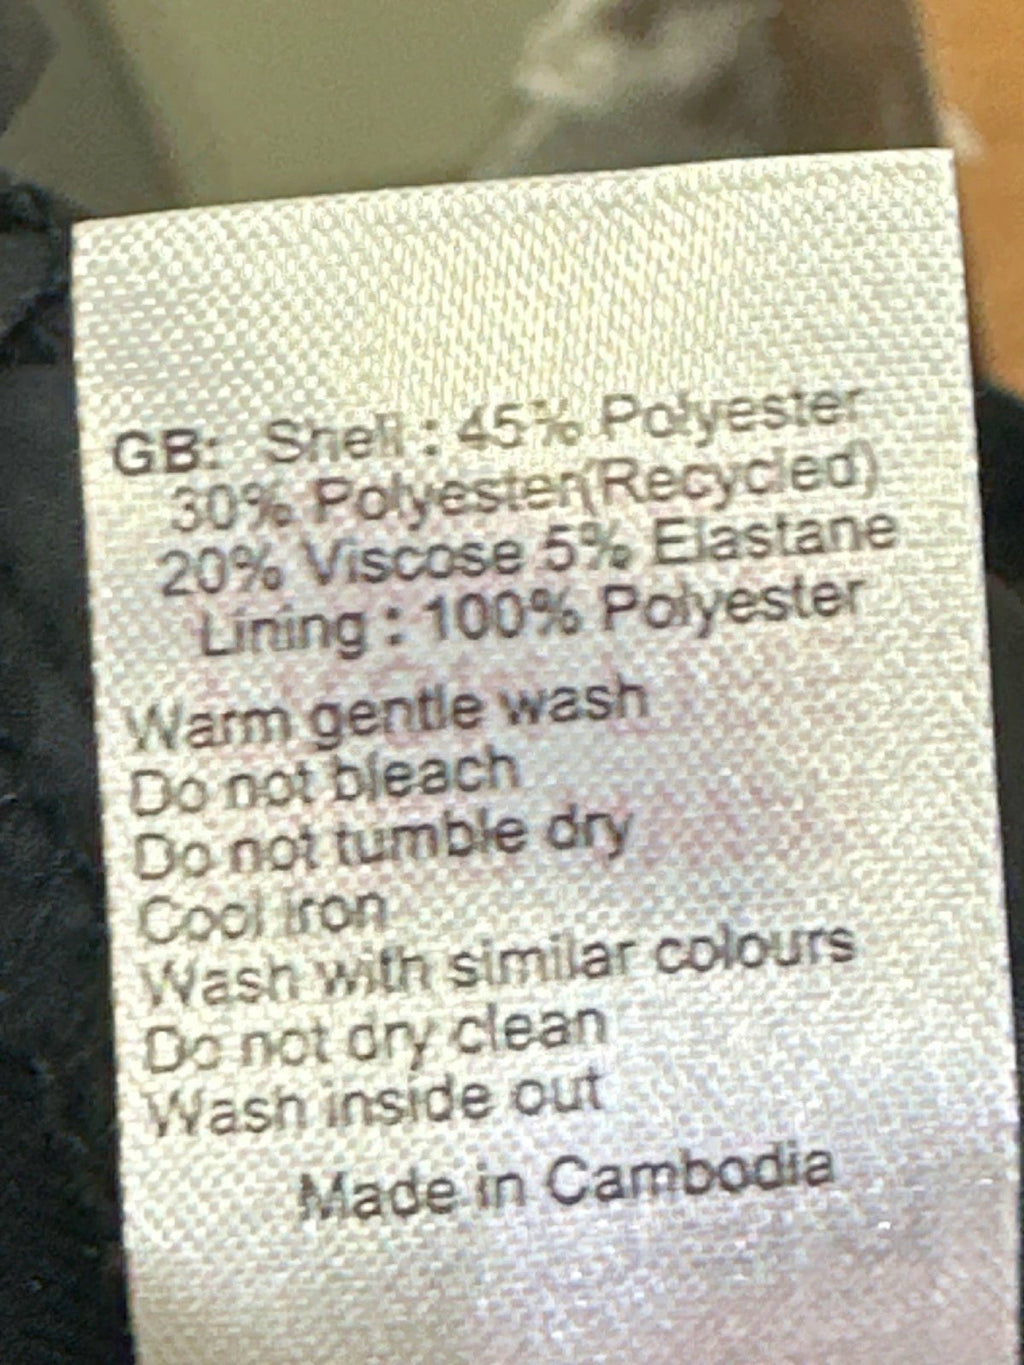 GB: Shell : 45% Polyester
30% Polyester(Recycled)
20% Viscose 5% Elastane
Lining : 100% Polyester
Warm gentle wash
Do not bleach
Do not tumble dry
Cool iron
Wash with similar colours
Do not dry clean
Wash inside out
Made in Cambodia